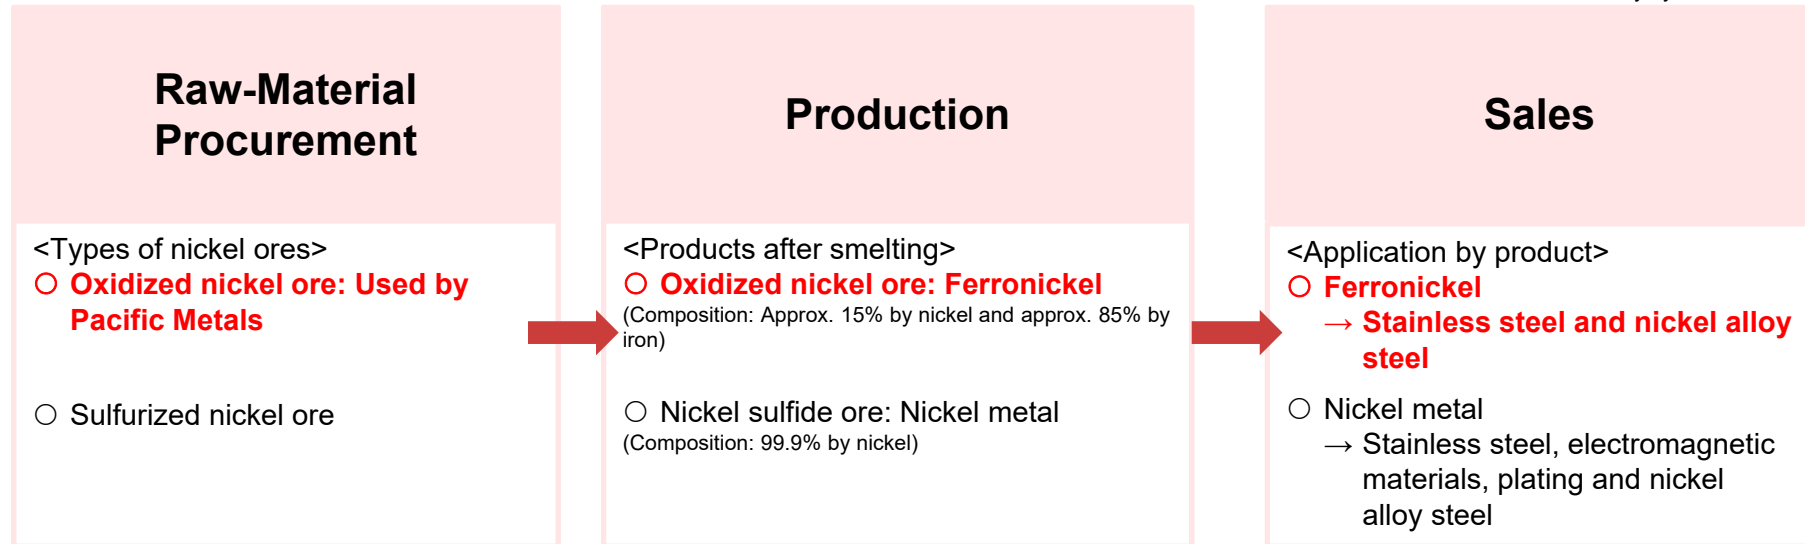 Raw-Material
Procurement
<Types of nickel ores>
○ Oxidized nickel ore: Used by
Pacific Metals
○ Sulfurized nickel ore
Production
<Products after smelting>
○ Oxidized nickel ore: Ferronickel
(Composition: Approx. 15% by nickel and approx. 85% by
iron)
○ Nickel sulfide ore: Nickel metal
(Composition: 99.9% by nickel)
Sales
<Application by product>
○ Ferronickel
→ Stainless steel and nickel alloy
steel
○ Nickel metal
→ Stainless steel, electromagnetic
materials, plating and nickel
alloy steel